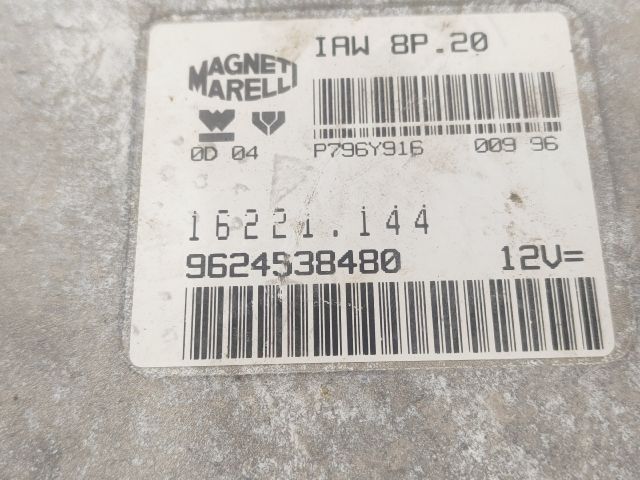 MAGNETI
MARELLI
IAW 8P.20
0D 04
P796Y916
009 96
16221.144
9624538480
12V=